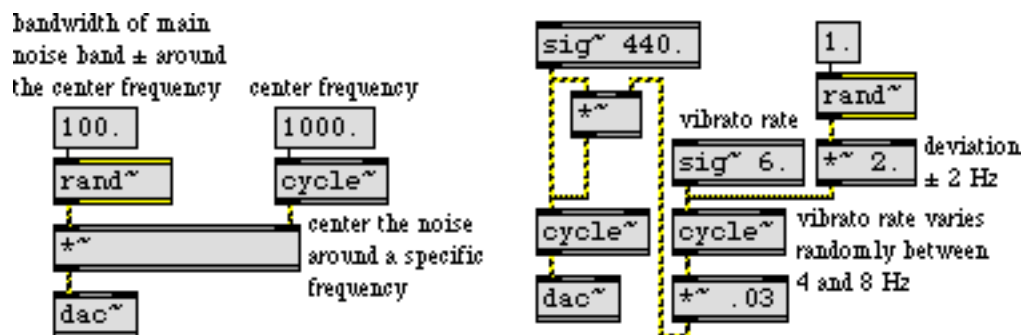 bandwidth of main
noise band ± around
the center frequency
center frequency
100.
1000.
rand~
cycle~
*~
center the noise
around a specific
frequency
dac~
sig~ 440.
*~
1.
rand~
vibrato rate
sig~ 6.
*~ 2.
deviation
± 2 Hz
cycle~
cycle~
vibrato rate varies
randomly between
4 and 8 Hz
dac~
*~ .03